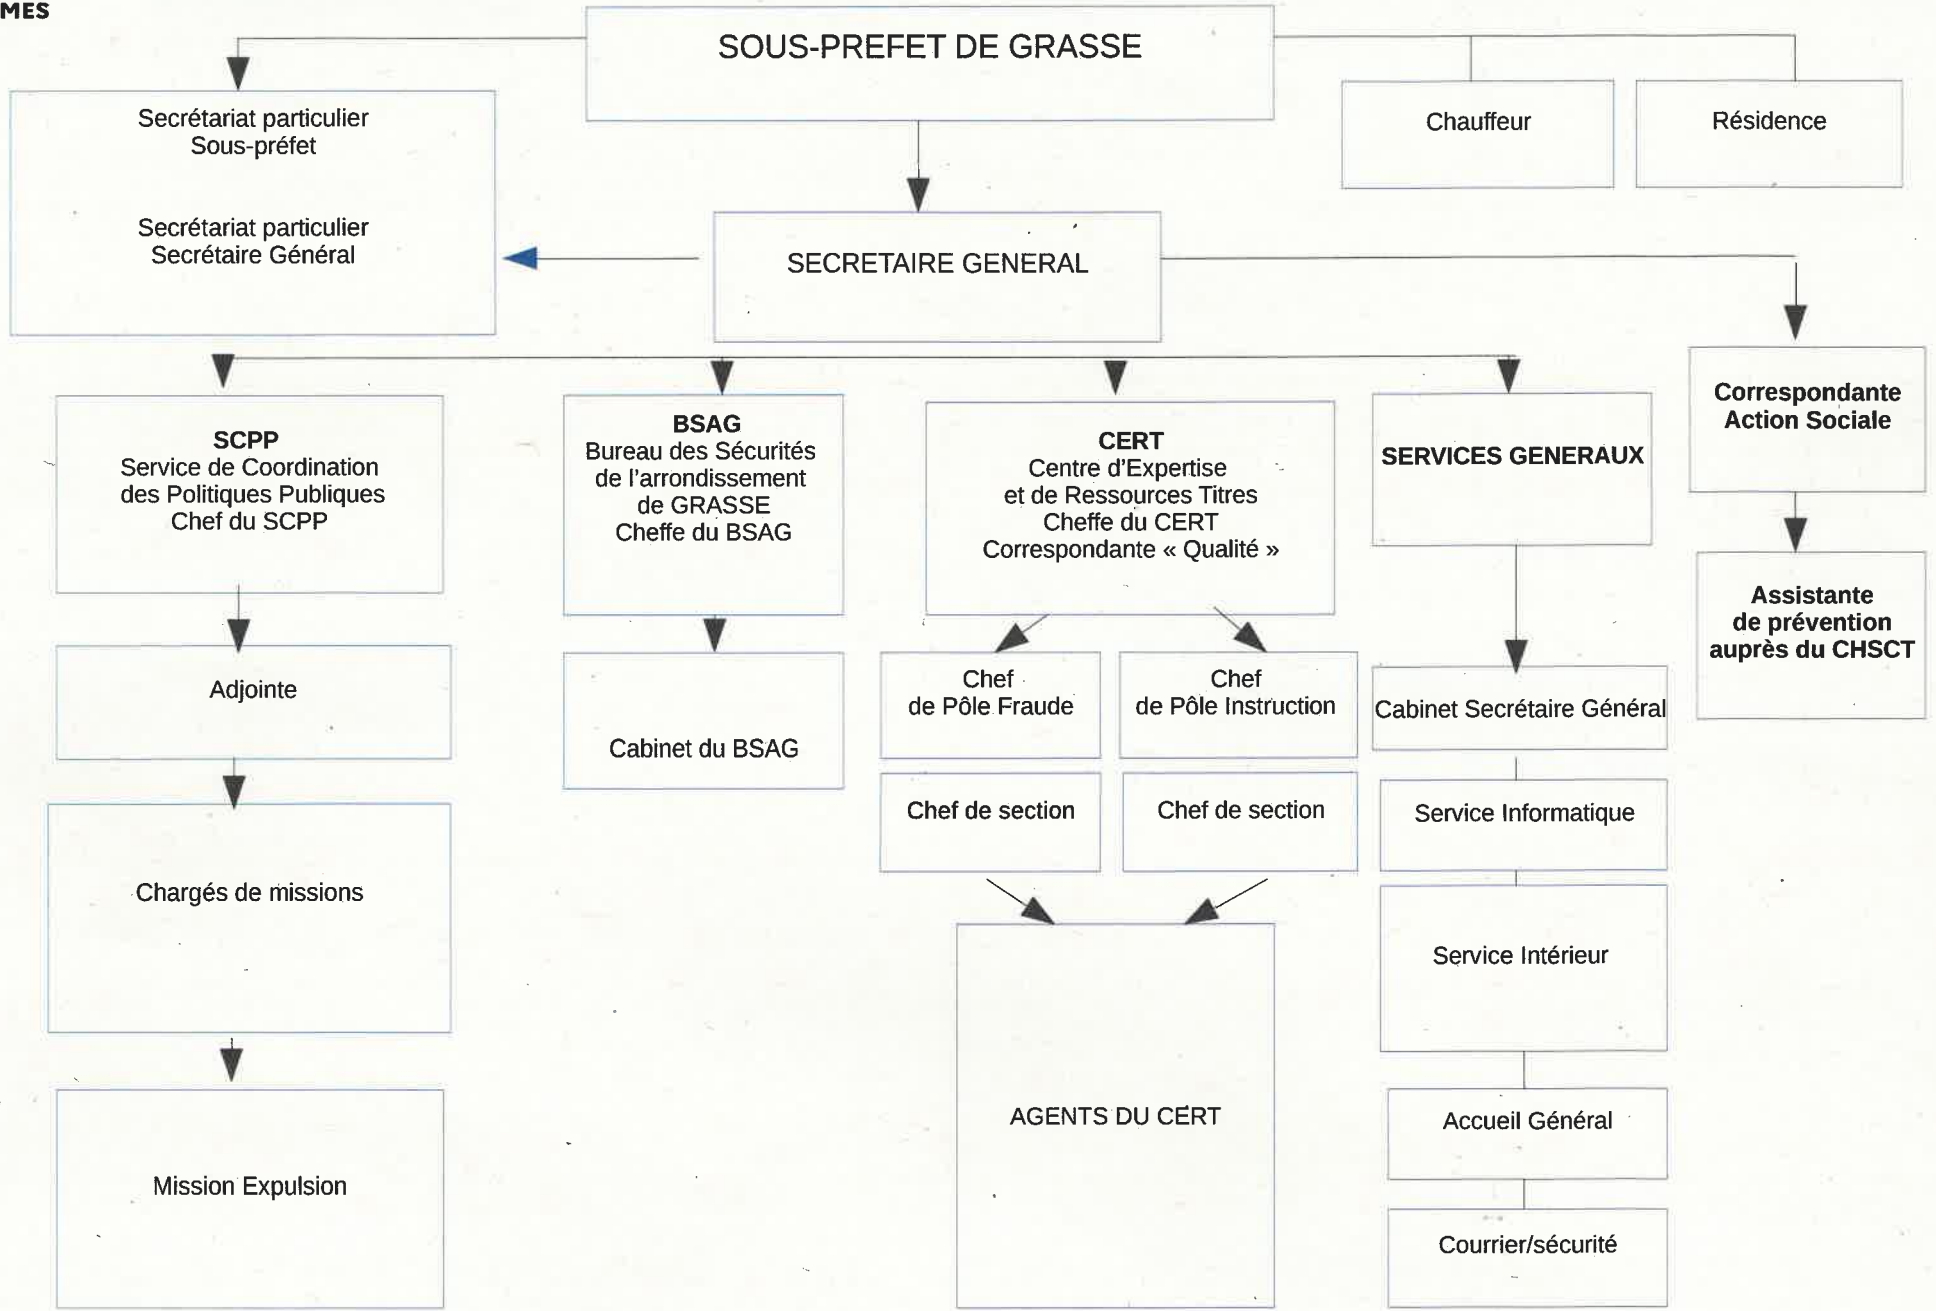 MES
SOUS-PREFET DE GRASSE
Secrétariat particulier
Sous-préfet
Secrétariat particulier
Secrétaire Général
Chauffeur
Résidence
SECRETAIRE GENERAL
SCPP
Service de Coordination
des Politiques Publiques
Chef du SCPP
BSAG
Bureau des Sécurités
de l'arrondissement
de GRASSE
Cheffe du BSAG
CERT
Centre d'Expertise
et de Ressources Titres
Cheffe du CERT
Correspondante « Qualité »
SERVICES GENERAUX
Correspondante
Action Sociale
Assistante
de prévention
auprès du CHSCT
Adjointe
Cabinet du BSAG
Chef
de Pôle Fraude
Chef
de Pôle Instruction
Cabinet Secrétaire Général
Chef de section
Chef de section
Service Informatique
Chargés de missions
Service Intérieur
AGENTS DU CERT
Accueil Général
Mission Expulsion
Courrier/sécurité